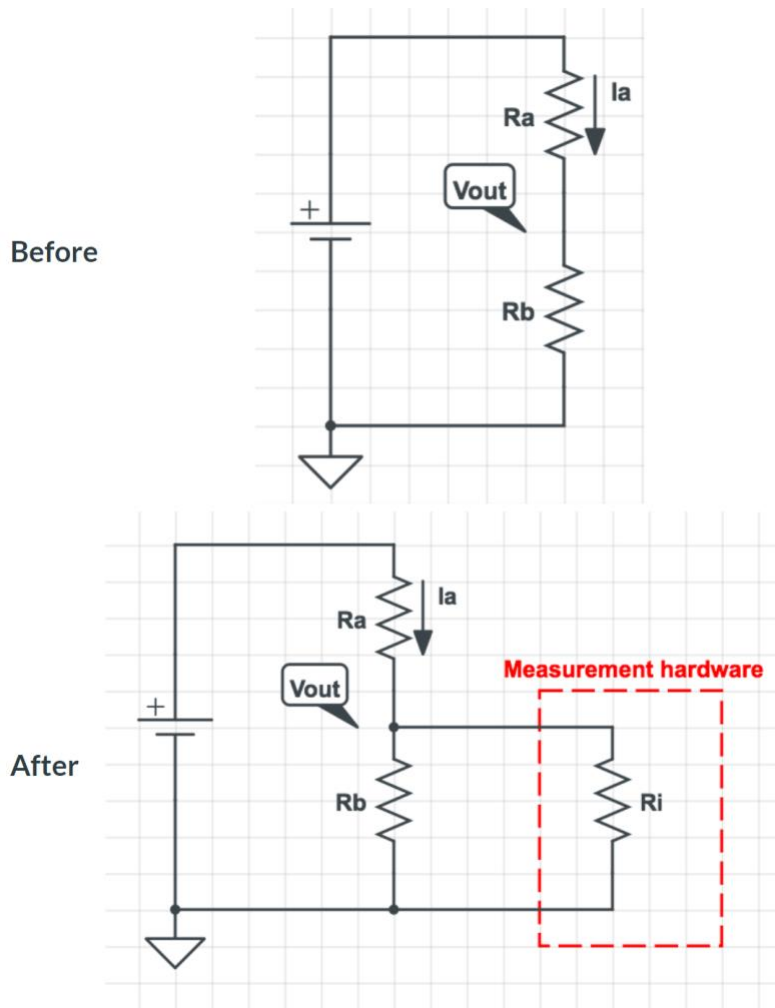 Ia
Ra
Vout
+
Before
Rb
Ia
Ra
Measurement hardware
Vout
+
After
Rb
Ri